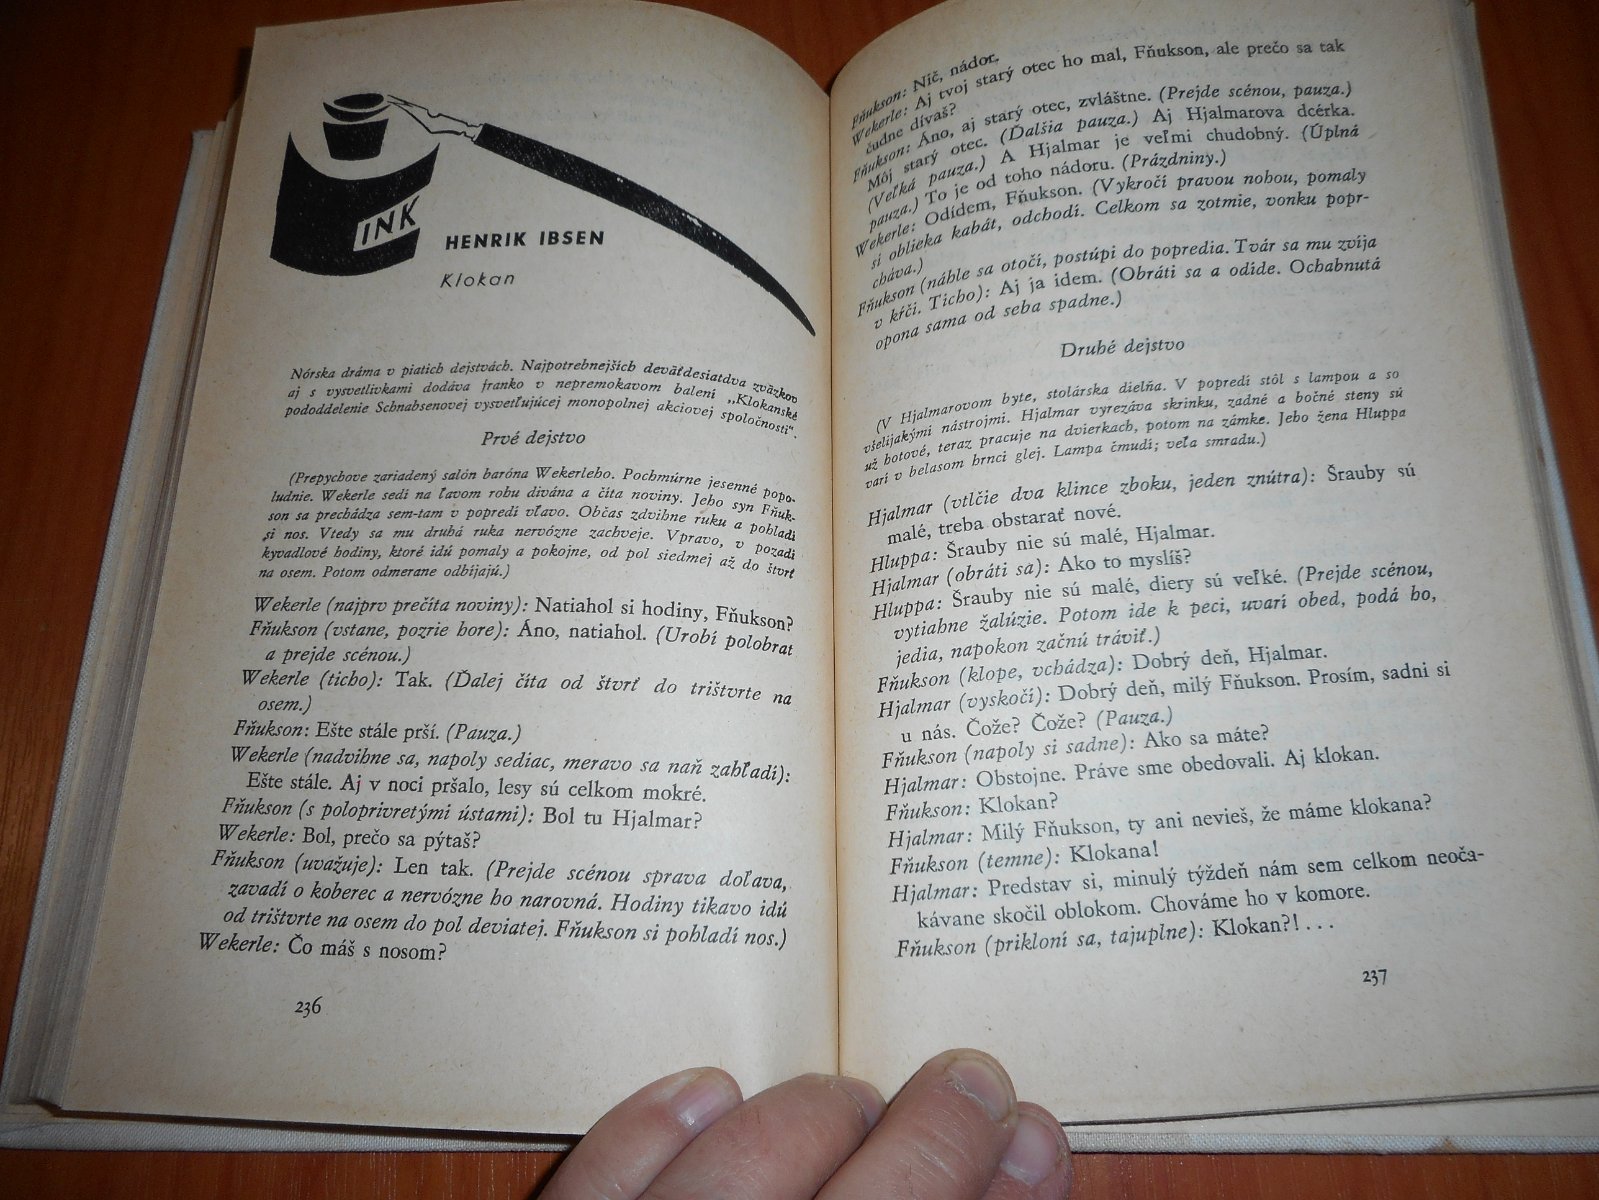 INK
HENRIK IBSEN
Klokan
Nórska dráma v piatich dejstvách. Najpotrebnejších deväťdesiatdva zväzkov
aj s vysvetlivkami dodáva franko v nepremokavom balení „Klokanské
pododdelenie Schnabsenovej vysvetľujúcej monopolnej akciovej spoločnosti“.
Prvé dejstvo
(Prepychove zariadený salón baróna Wekerleho. Pochmúrne jesenné popo-
ludnie. Wekerle sedí na ľavom rohu divána a číta noviny. Jeho syn Fňuk-
son sa prechádza sem-tam v popredí vľavo. Občas zdvihne ruku a pohladí
si nos. Vtedy sa mu druhá ruka nervózne zachveje. Vpravo, v pozadí
kyvadlové hodiny, ktoré idú pomaly a pokojne, od pol siedmej až do štvrť
na osem. Potom odmerane odbíjajú.)
Wekerle (najprv prečíta noviny): Natiahol si hodiny, Fňukson?
Fňukson (vstane, pozrie hore): Áno, natiahol. (Urobí polobrat
a prejde scénou.)
Wekerle (ticho): Tak. (Ďalej číta od štvrť do trištvrte na
osem.)
Fňukson: Ešte stále prší. (Pauza.)
Wekerle (nadvihne sa, napoly sediac, meravo sa naň zahľadí):
Ešte stále. Aj v noci pršalo, lesy sú celkom mokré.
Fňukson (s poloprivretými ústami): Bol tu Hjalmar?
Wekerle: Bol, prečo sa pýtaš?
Fňukson (uvažuje): Len tak. (Prejde scénou sprava doľava,
zavadí o koberec a nervózne ho narovná. Hodiny tikavo idú
od trištvrte na osem do pol deviatej. Fňukson si pohladí nos.)
Wekerle: Čo máš s nosom?
236
Fňukson: Nič, nádor.
Wekerle: Aj tvoj starý otec ho mal, Fňukson, ale prečo sa tak
čudne dívaš?
Fňukson: Áno, aj starý otec, zvláštne. (Prejde scénou, pauza.)
Môj starý otec. (Ďalšia pauza.) Aj Hjalmarova dcérka.
(Veľká pauza.) A Hjalmar je veľmi chudobný. (Úplná
pauza.) To je od toho nádoru. (Prázdniny.)
Wekerle: Odídem, Fňukson. (Vykročí pravou nohou, pomaly
si oblieka kabát, odchodí. Celkom sa zotmie, vonku popr-
cháva.)
Fňukson (náhle sa otočí, postúpi do popredia. Tvár sa mu zvíja
v kŕči. Ticho): Aj ja idem. (Obráti sa a odíde. Ochabnutá
opona sama od seba spadne.)
Druhé dejstvo
(V Hjalmarovom byte, stolárska dielňa. V popredí stôl s lampou a so
všelijakými nástrojmi. Hjalmar vyrezáva skrinku, zadné a bočné steny sú
už hotové, teraz pracuje na dvierkach, potom na zámke. Jeho žena Hluppa
varí v belasom hrnci glej. Lampa čmudí; veľa smradu.)
Hjalmar (vtlčie dva klince zboku, jeden znútra): Šrauby sú
malé, treba obstarať nové.
Hluppa: Šrauby nie sú malé, Hjalmar.
Hjalmar (obráti sa): Ako to myslíš?
Hluppa: Šrauby nie sú malé, diery sú veľké. (Prejde scénou,
vytiahne žalúzie. Potom ide k peci, uvarí obed, podá ho,
jedia, napokon začnú tráviť.)
Fňukson (klope, vchádza): Dobrý deň, Hjalmar.
Hjalmar (vyskočí): Dobrý deň, milý Fňukson. Prosím, sadni si
u nás. Čože? Čože? (Pauza.)
Fňukson (napoly si sadne): Ako sa máte?
Hjalmar: Obstojne. Práve sme obedovali. Aj klokan.
Fňukson: Klokan?
Hjalmar: Milý Fňukson, ty ani nevieš, že máme klokana?
Fňukson (temne): Klokana!
Hjalmar: Predstav si, minulý týždeň nám sem celkom neoča-
kávane skočil oblokom. Chováme ho v komore.
Fňukson (prikloní sa, tajuplne): Klokan?!...
237